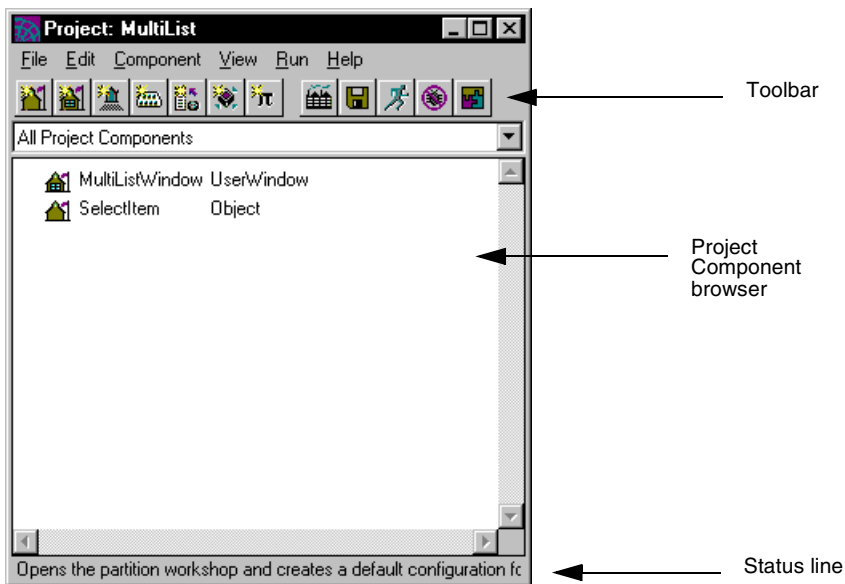 Project: MultiList
File Edit Component View Run Help
Toolbar
All Project Components
MultiListWindow UserWindow
SelectItem Object
Project
Component
browser
Opens the partition workshop and creates a default configuration fo
Status line